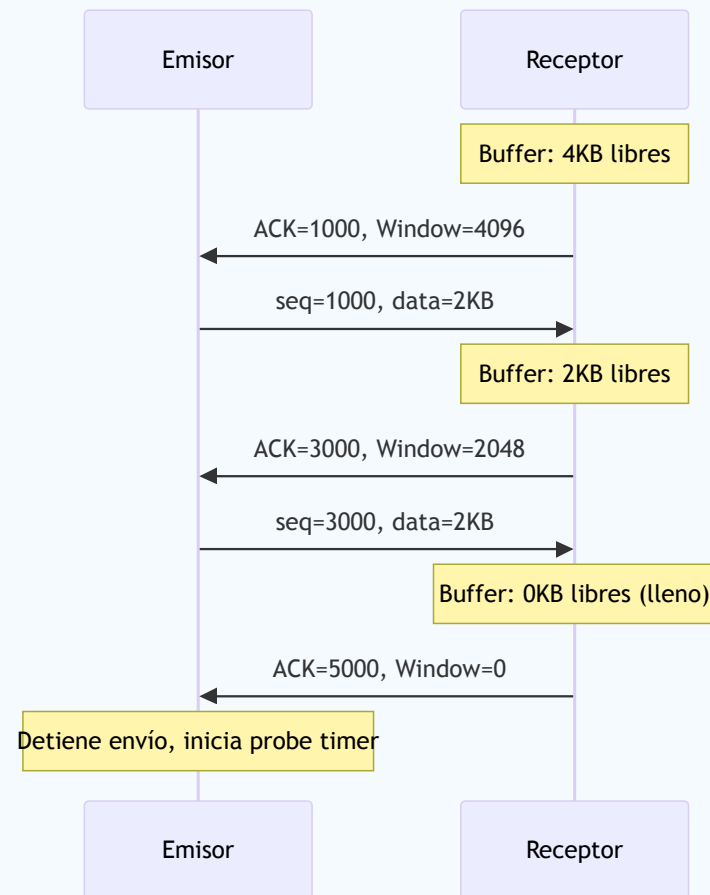 Emisor
Receptor
Buffer: 4KB libres
ACK=1000, Window=4096
seq=1000, data=2KB
Buffer: 2KB libres
ACK=3000, Window=2048
seq=3000, data=2KB
Buffer: 0KB libres (lleno)
ACK=5000, Window=0
Detiene envío, inicia probe timer
Emisor
Receptor